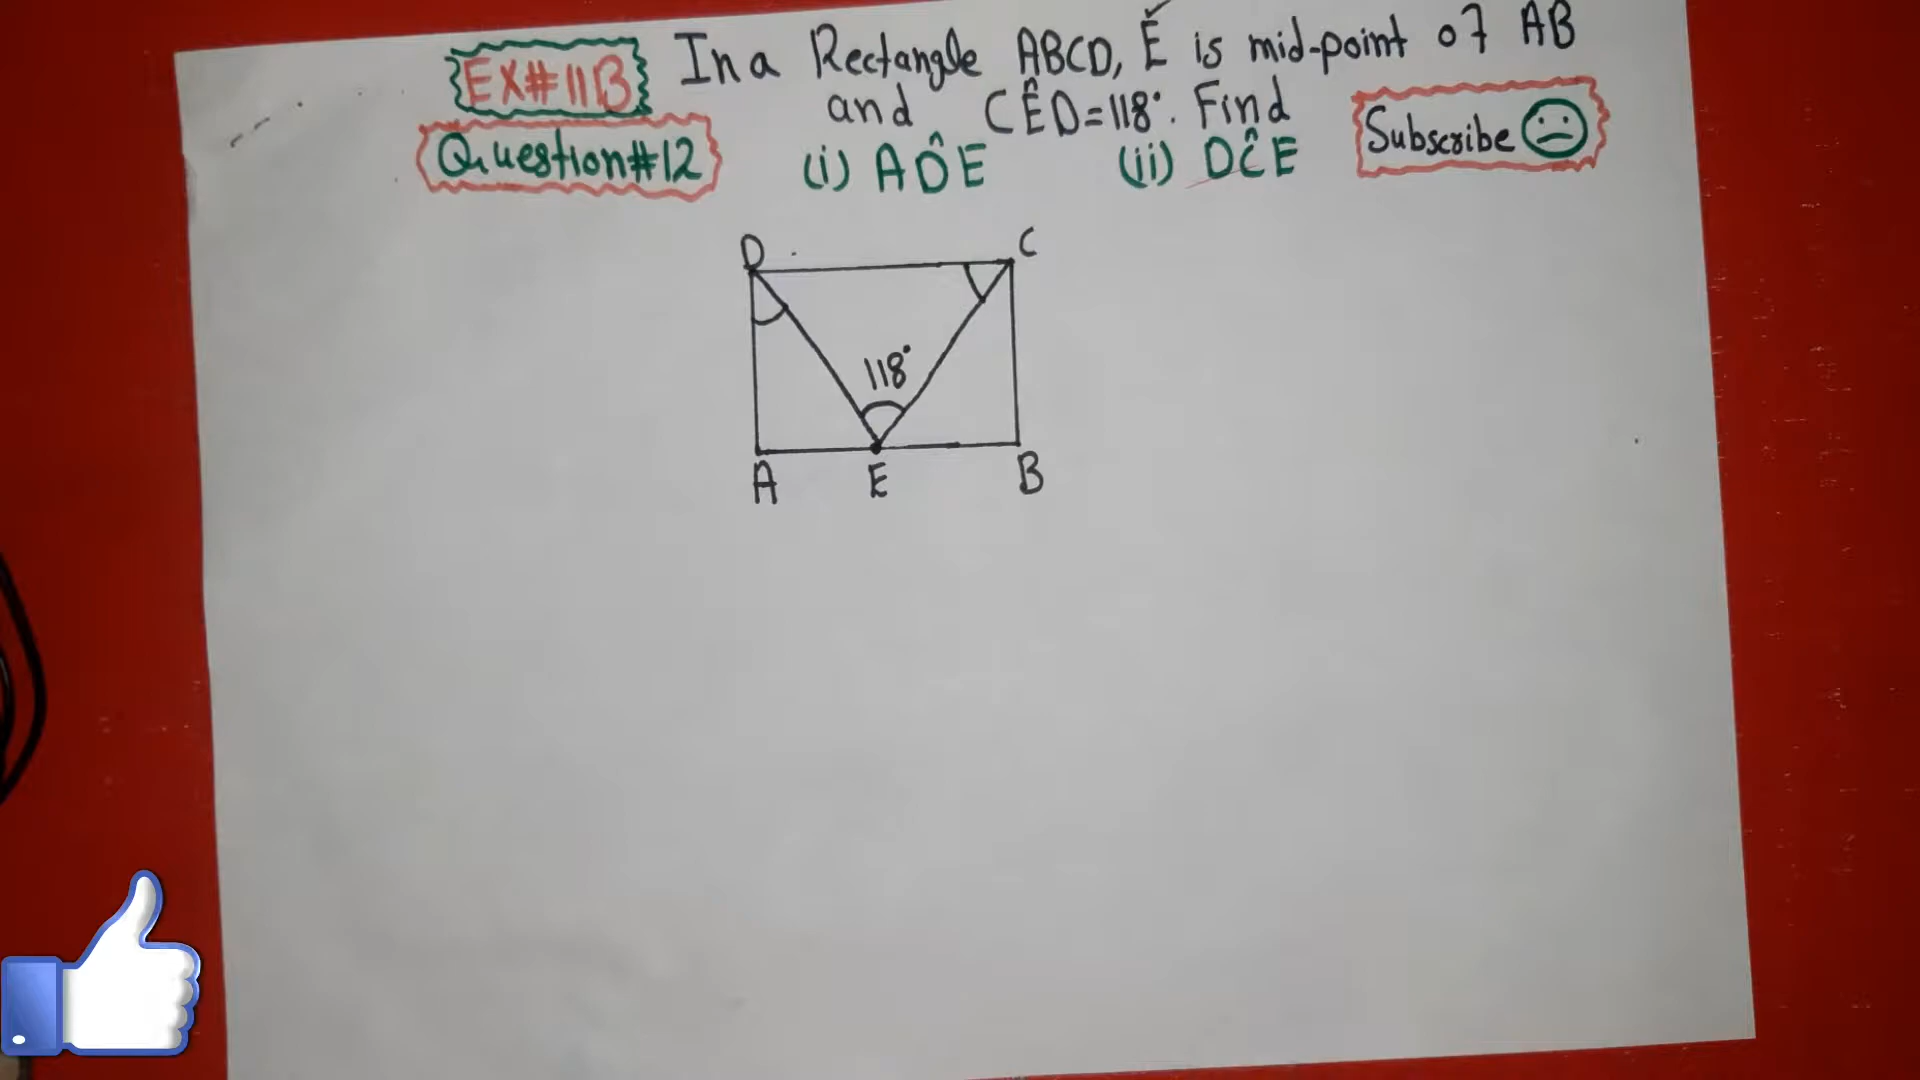 EX#11B In a Rectangle ABCD, E is mid-point of AB
and CÊD=118°. Find
Question#12 (i) AD̂E (ii) DĈE Subscribe
D C
118°
A E B